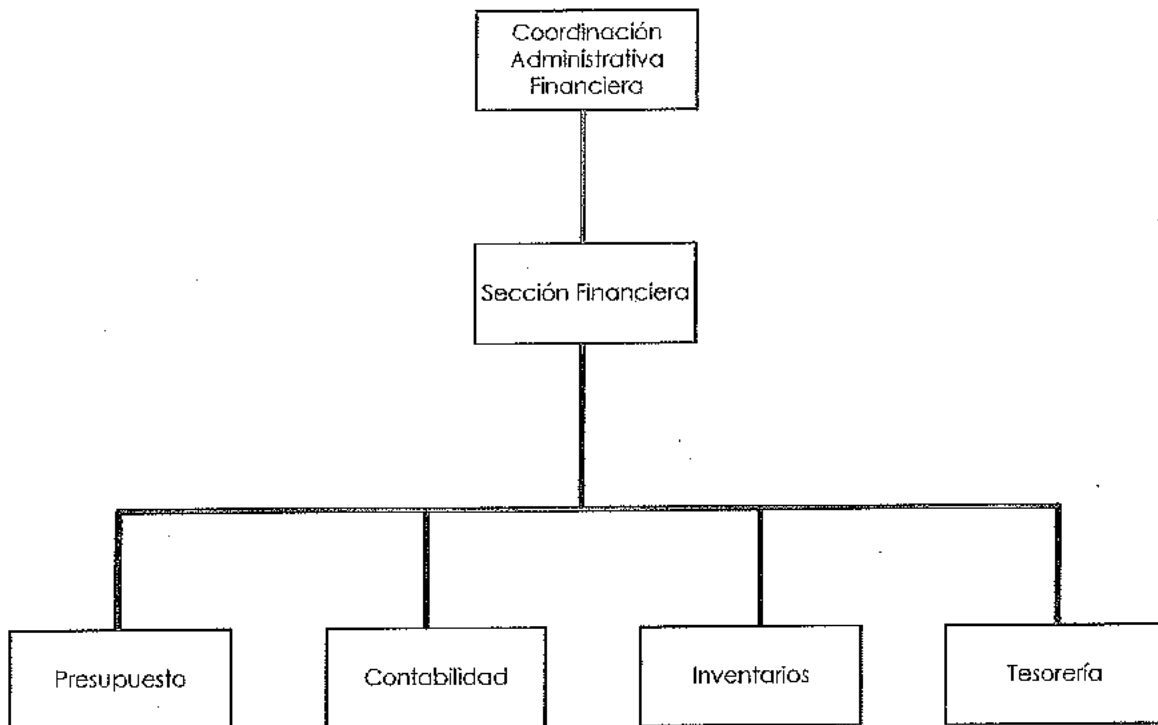 Coordinación
Administrativa
Financiera
Sección Financiera
Presupuesto
Contabilidad
Inventarios
Tesorería